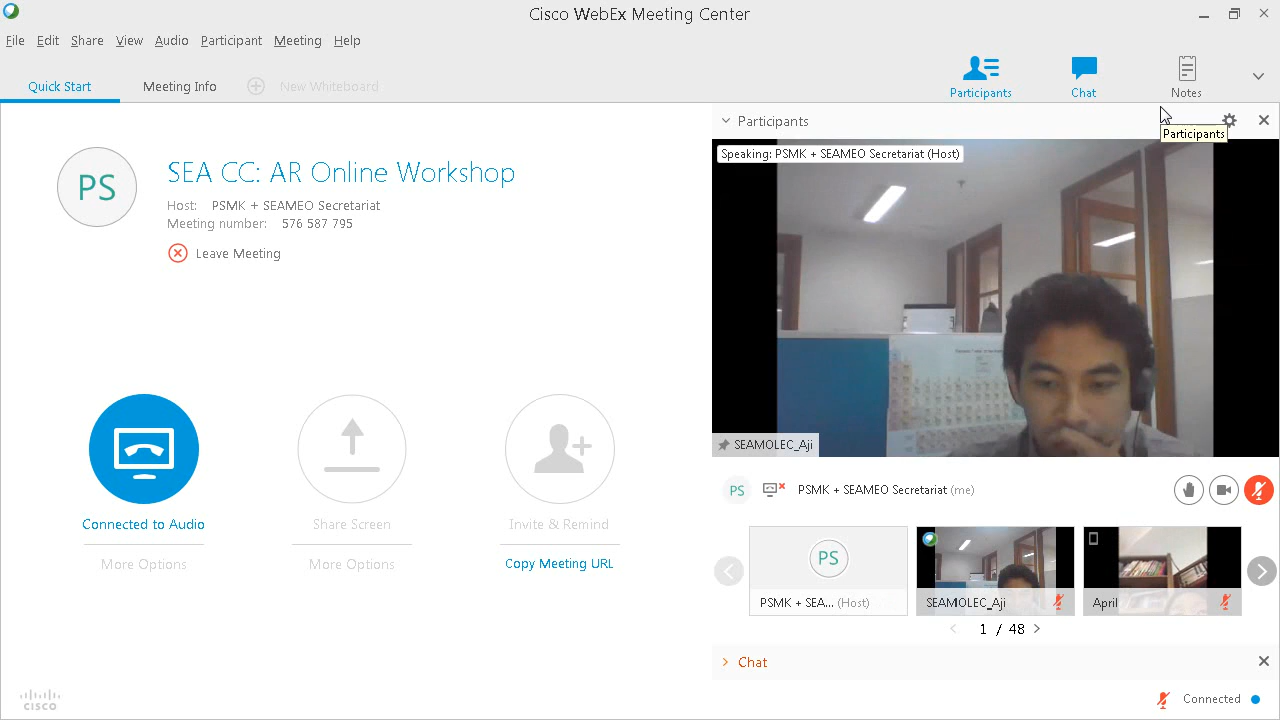 Cisco WebEx Meeting Center
File Edit Share View Audio Participant Meeting Help
Quick Start Meeting Info New Whiteboard
Participants Chat Notes
Participants
Participants
Speaking: PSMK + SEAMEO Secretariat (Host)
PS
SEA CC: AR Online Workshop
Host: PSMK + SEAMEO Secretariat
Meeting number: 576 587 795
Leave Meeting
SEAMOLEC_Aji
Connected to Audio Share Screen Invite & Remind
More Options More Options Copy Meeting URL
PS PSMK + SEAMEO Secretariat (me)
PS
PSMK + SEA... (Host) SEAMOLEC_Aji April
1 / 48
Chat
cisco
Connected